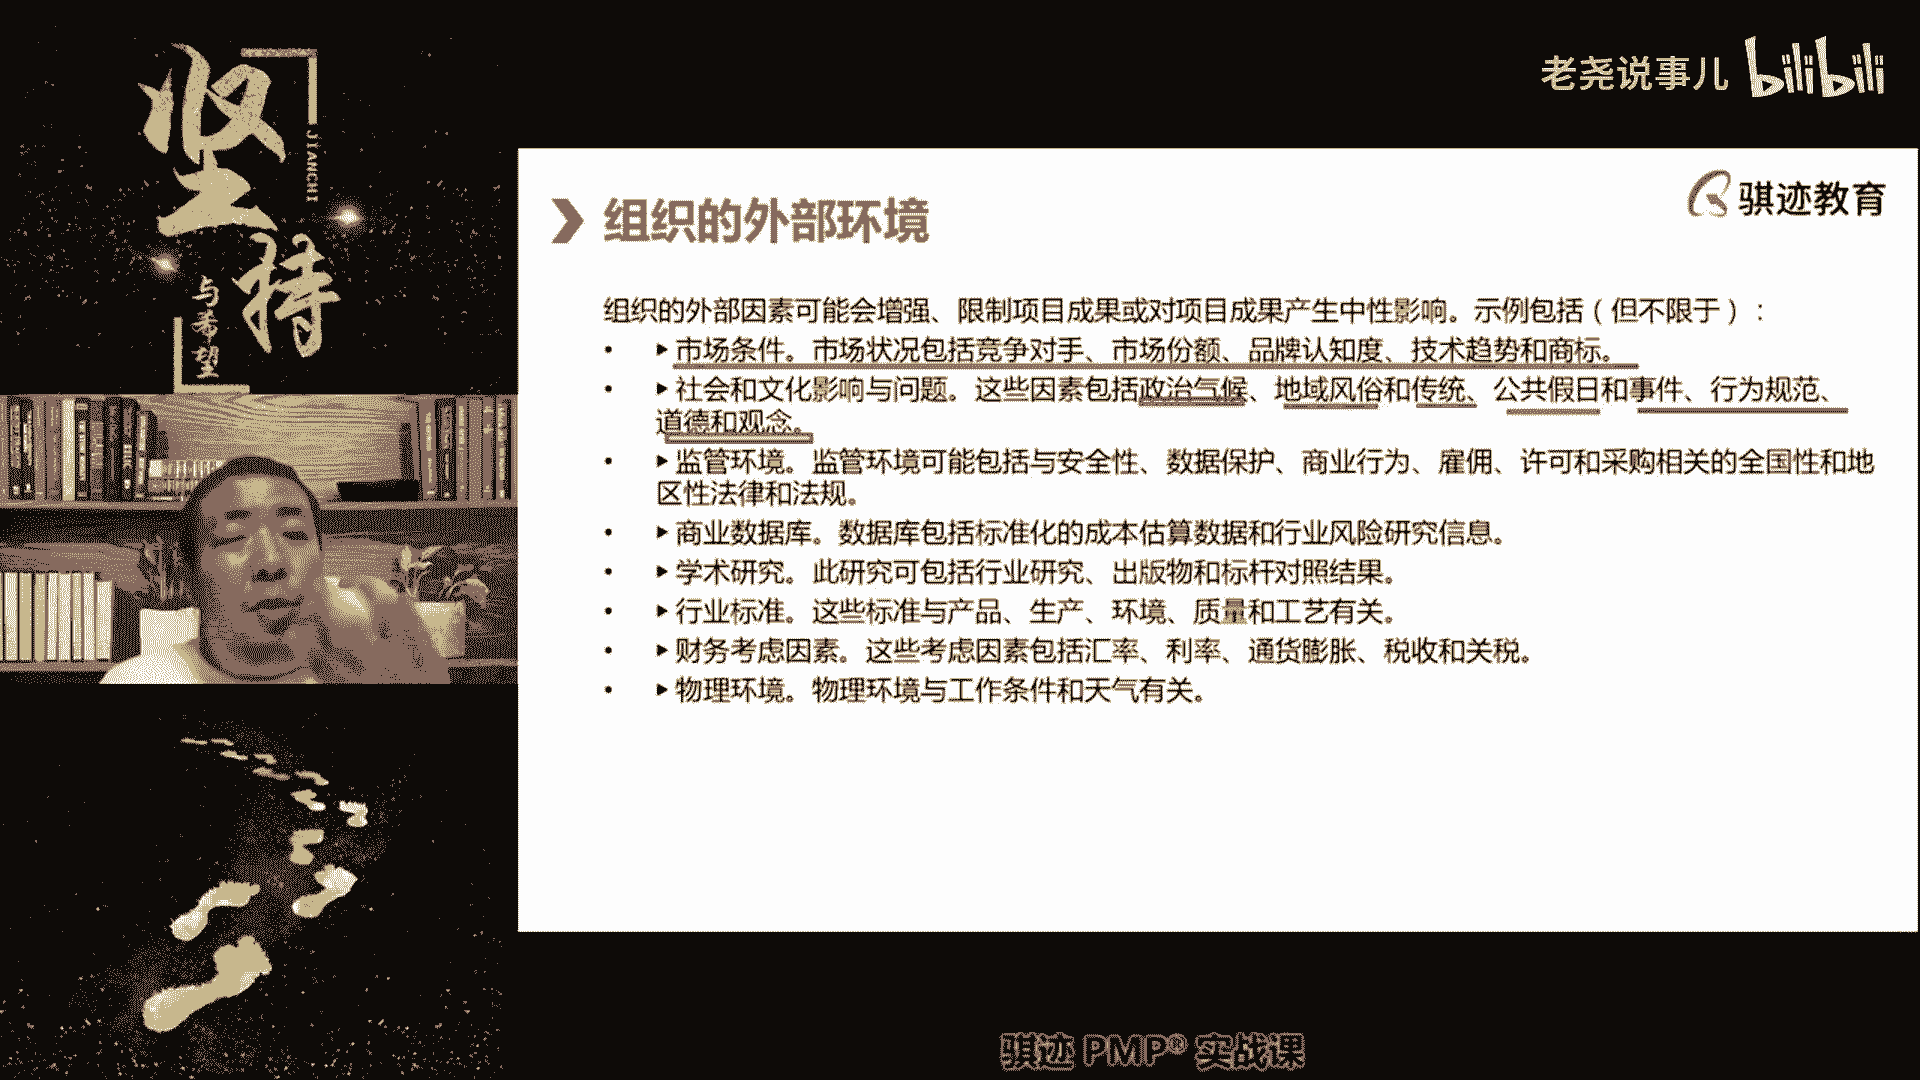 坚持
JIANCHI
与希望
老尧说事儿 bilibili
骐迹教育
组织的外部环境
组织的外部因素可能会增强、限制项目成果或对项目成果产生中性影响。示例包括（但不限于）：
• ▶市场条件。市场状况包括竞争对手、市场份额、品牌认知度、技术趋势和商标。
• ▶社会和文化影响与问题。这些因素包括政治气候、地域风俗和传统、公共假日和事件、行为规范、
道德和观念。
• ▶监管环境。监管环境可能包括与安全性、数据保护、商业行为、雇佣、许可和采购相关的全国性和地
区性法律和法规。
• ▶商业数据库。数据库包括标准化的成本估算数据和行业风险研究信息。
• ▶学术研究。此研究可包括行业研究、出版物和标杆对照结果。
• ▶行业标准。这些标准与产品、生产、环境、质量和工艺有关。
• ▶财务考虑因素。这些考虑因素包括汇率、利率、通货膨胀、税收和关税。
• ▶物理环境。物理环境与工作条件和天气有关。
骐迹 PMP® 实战课